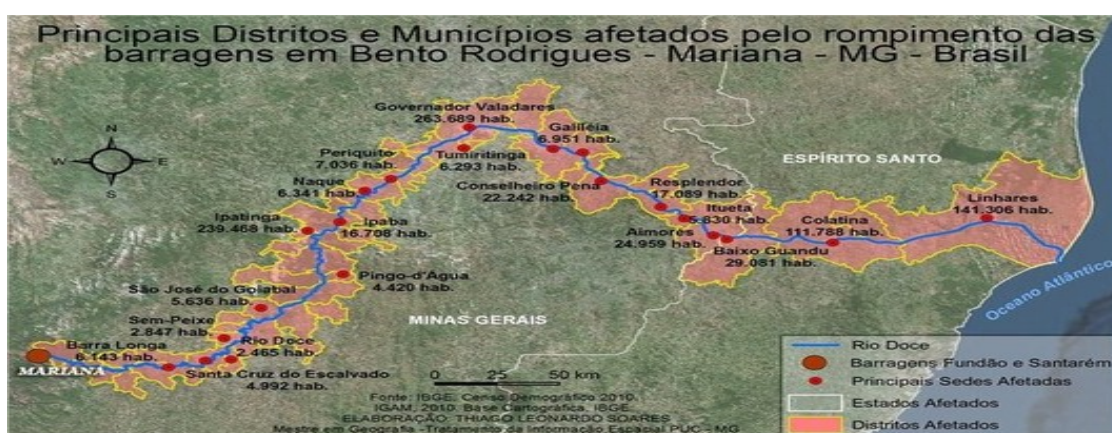 Principais Distritos e Municípios afetados pelo rompimento das
barragens em Bento Rodrigues - Mariana - MG - Brasil
Governador Valadares
263.689 hab.
Galiléia
6.951 hab.
N
W
E
S
Periquito
7.036 hab.
Tumiritinga
6.293 hab.
ESPÍRITO SANTO
Naque
6.341 hab.
Conselheiro Pena
22.242 hab.
Resplendor
17.089 hab.
Linhares
141.306 hab.
Ipatinga
239.468 hab.
Ipaba
16.708 hab.
Itueta
5.830 hab.
Colatina
111.788 hab.
Aimorés
24.959 hab.
Baixo Guandu
29.081 hab.
Pingo-d'Água
4.420 hab.
Oceano Atlântico
São José do Goiabal
5.636 hab.
Sem-Peixe
2.847 hab.
MINAS GERAIS
Barra Longa
6.143 hab.
Rio Doce
2.465 hab.
MARIANA
Santa Cruz do Escalvado
4.992 hab.
0 25 50 km
Fonte: IBGE. Censo Demográfico 2010.
IGAM, 2010. Base Cartográfica, IBGE.
ELABORAÇÃO: THIAGO LEONARDO SOARES
Mestre em Geografia -Tratamento da Informação Espacial PUC - MG
Rio Doce
Barragens Fundão e Santarém
Principais Sedes Afetadas
Estados Afetados
Distritos Afetados